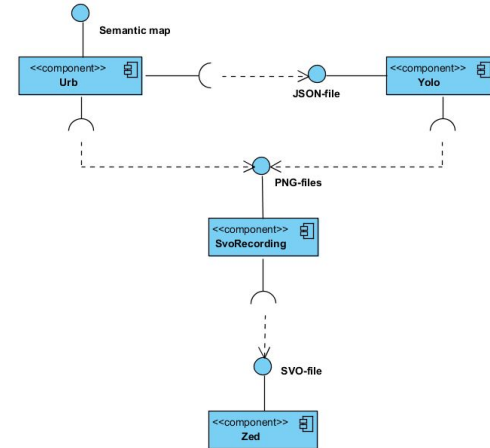 Semantic map
<<component>>
Urb
<<component>>
Yolo
JSON-file
PNG-files
<<component>>
SvoRecording
SVO-file
<<component>>
Zed